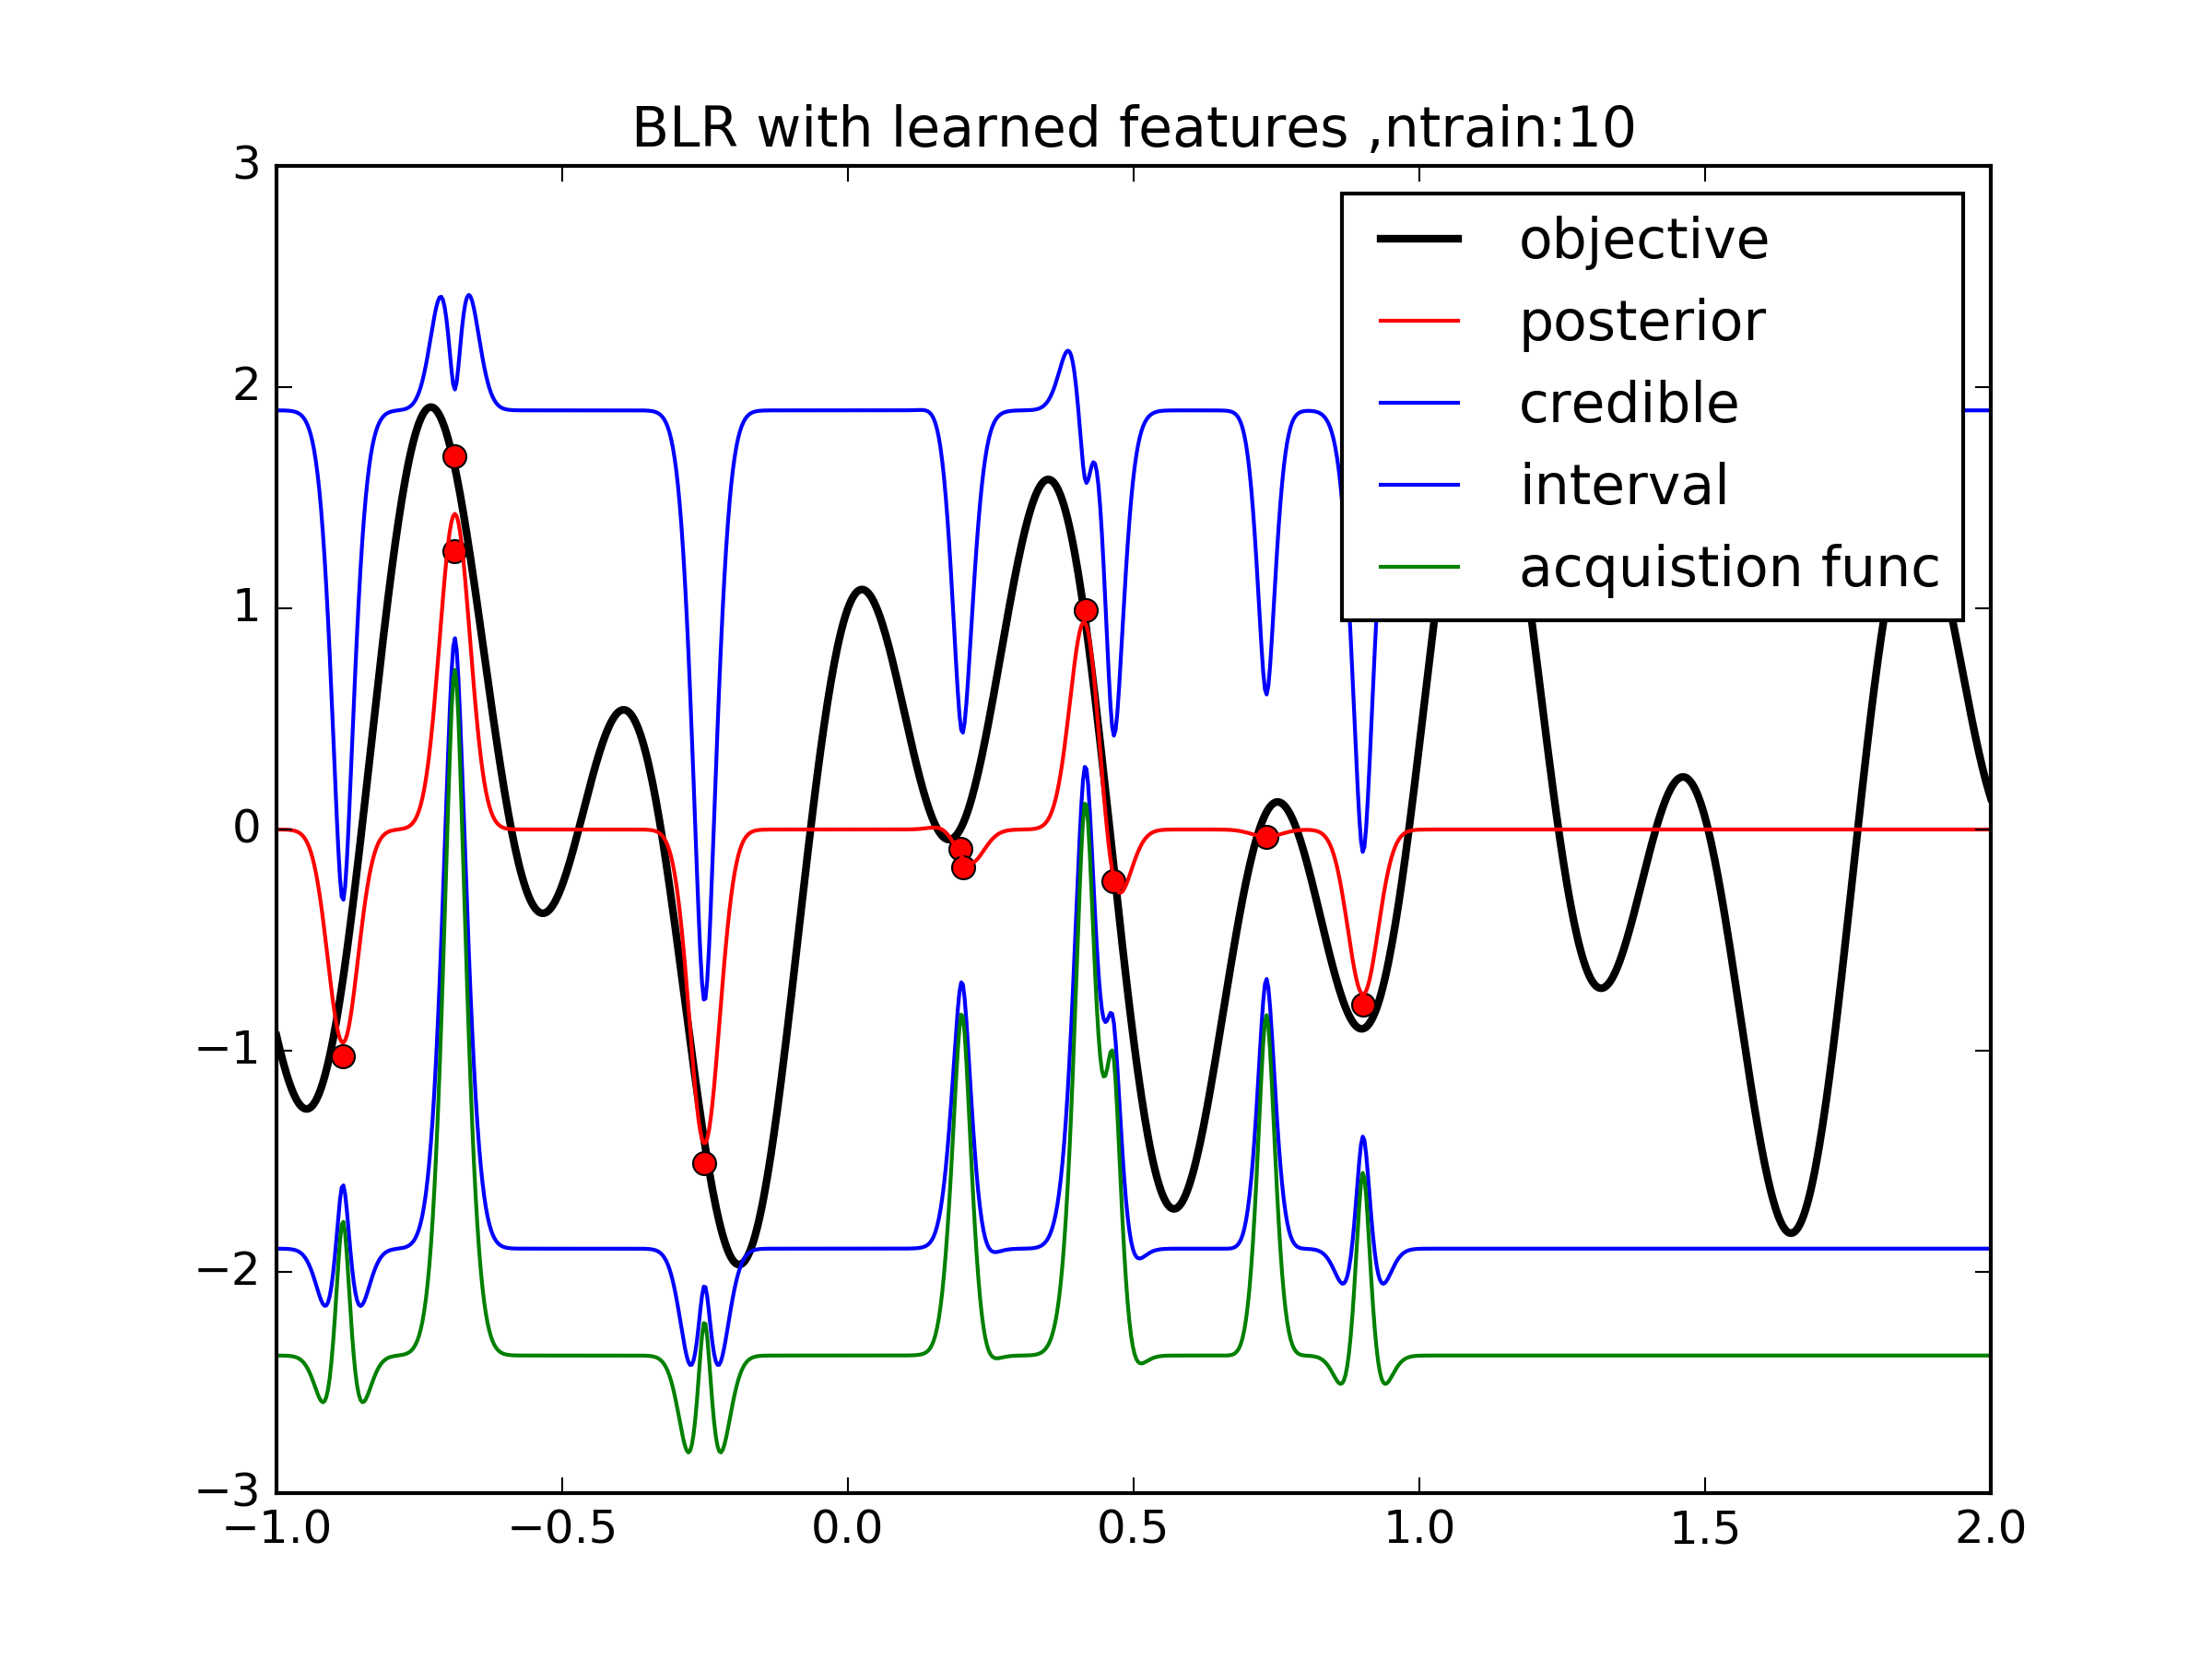 BLR with learned features ,ntrain:10
3
2
1
0
−1
−2
−3
objective
posterior
credible
interval
acquistion func
−1.0 −0.5 0.0 0.5 1.0 1.5 2.0